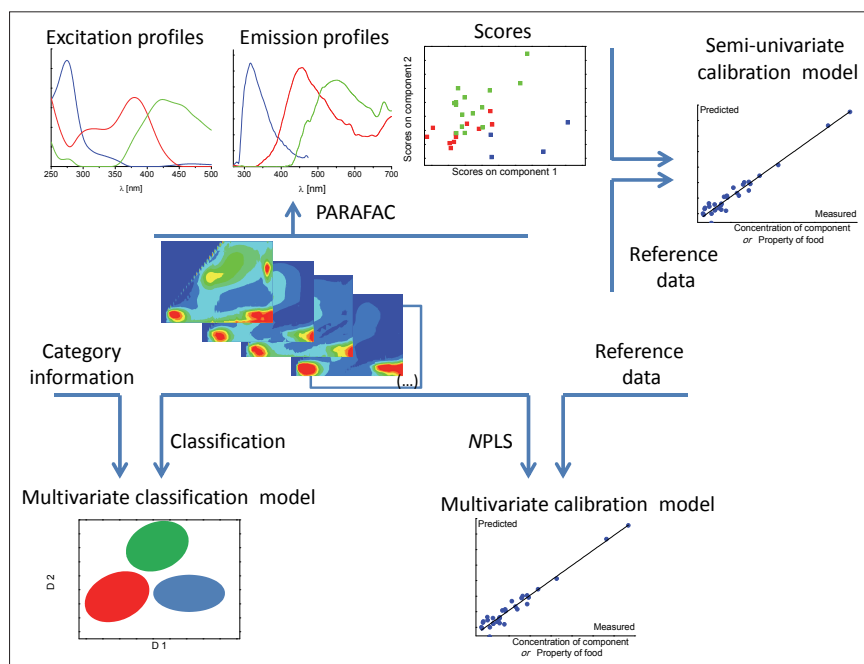 Excitation profiles
250 300 350 400 450 500
λ [nm]
Emission profiles
300 400 500 600 700
λ [nm]
Scores
Scores on component 2
Scores on component 1
Semi-univariate
calibration model
Predicted
Measured
Concentration of component
or Property of food
PARAFAC
Reference
data
Category
information
(...)
Reference
data
Classification
NPLS
Multivariate classification model
D 2
D 1
Multivariate calibration model
Predicted
Measured
Concentration of component
or Property of food